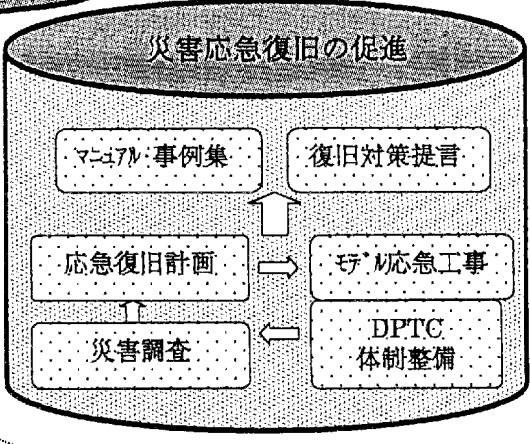 災害応急復旧の促進
ﾏﾆｭｱﾙ･事例集
復旧対策提言
応急復旧計画
ﾓﾃﾞﾙ応急工事
災害調査
DPTC
体制整備